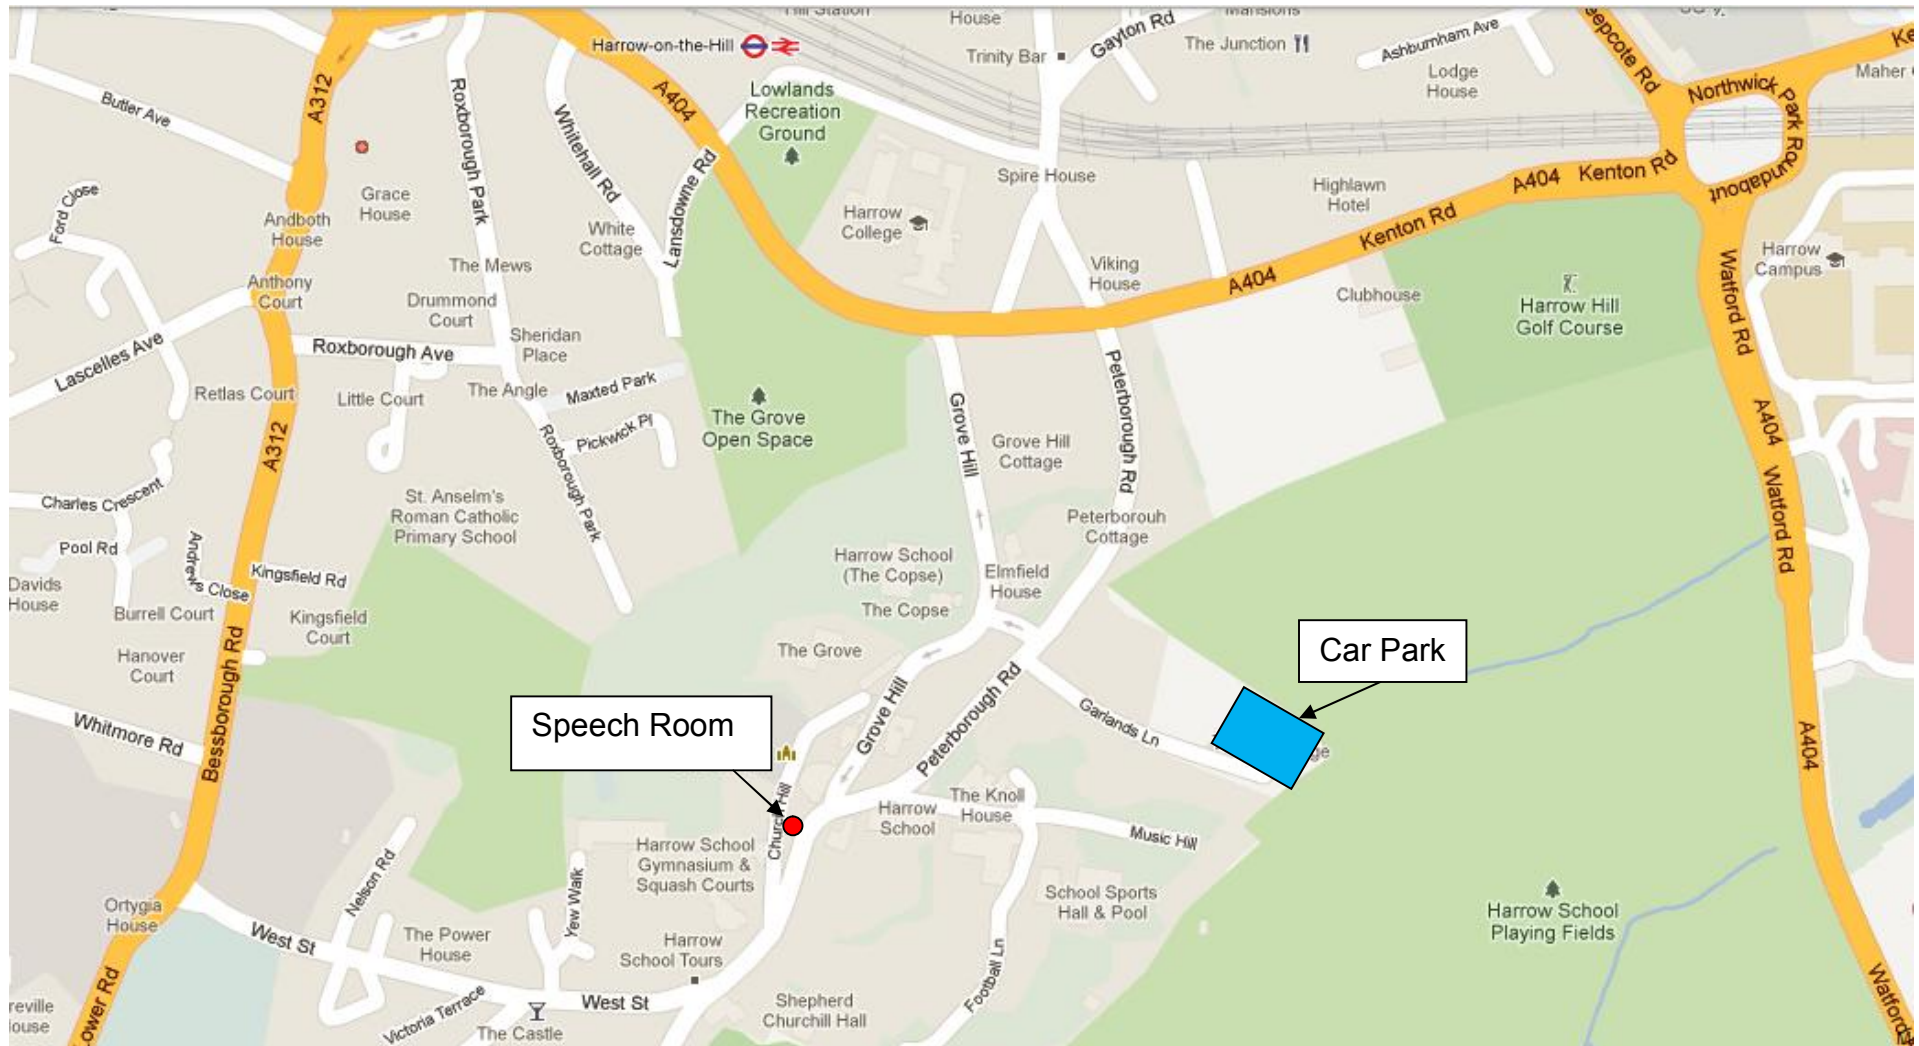 House
Mansions
Gayton Rd
Harrow-on-the-Hill
Trinity Bar
The Junction
Ashburnham Ave
Lodge
House
Northwick Park Roundabout
Maher
Butler Ave
A312
Roxborough Park
Whitehall Rd
A404
Lowlands
Recreation
Ground
Lansdowne Rd
Spire House
Highlawn
Hotel
A404
Kenton Rd
Ford Close
Grace
House
Andboth
House
White
Cottage
Harrow
College
Kenton Rd
Harrow
Campus
Watford Rd
The Mews
Anthony
Court
Drummond
Court
Viking
House
A404
Clubhouse
Harrow Hill
Golf Course
Lascelles Ave
Roxborough Ave
Sheridan
Place
Peterborough Rd
Retlas Court
Little Court
The Angle
Maxted Park
The Grove
Open Space
Grove Hill
A404
A312
Pickwick Pl
Roxborough Park
Grove Hill
Cottage
Watford Rd
Charles Crescent
St. Anselm's
Roman Catholic
Primary School
Peterborouh
Cottage
Pool Rd
Andrews Close
Kingsfield Rd
Harrow School
(The Copse)
Elmfield
House
Davids
House
Burrell Court
Kingsfield
Court
The Copse
Hanover
Court
Bessborough Rd
The Grove
Car Park
Whitmore Rd
Speech Room
Grove Hill
Peterborough Rd
Garlands Ln
A404
Church Hill
Harrow
School
The Knoll
House
Music Hill
Nelson Rd
Yew Walk
Harrow School
Gymnasium &
Squash Courts
School Sports
Hall & Pool
Harrow School
Playing Fields
Ortygia
House
West St
The Power
House
Harrow
School Tours
Football Ln
Lower Rd
Victoria Terrace
The Castle
West St
Shepherd
Churchill Hall
Watford